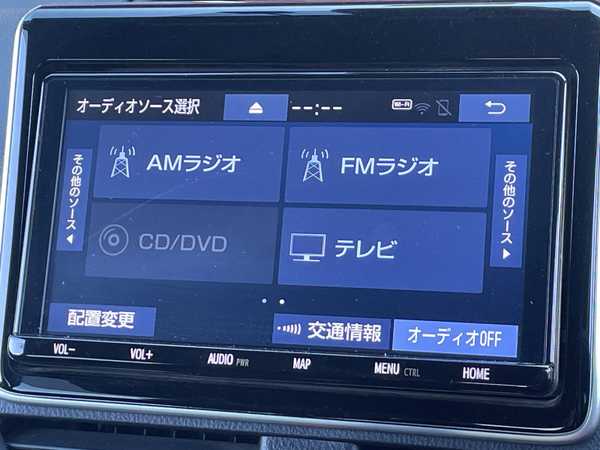 オーディオソース選択
--:--
Wi-Fi
その他のソース
AMラジオ
FMラジオ
その他のソース
CD/DVD
テレビ
配置変更
交通情報
オーディオOFF
VOL−
VOL+
AUDIO PWR
MAP
MENU CTRL
HOME